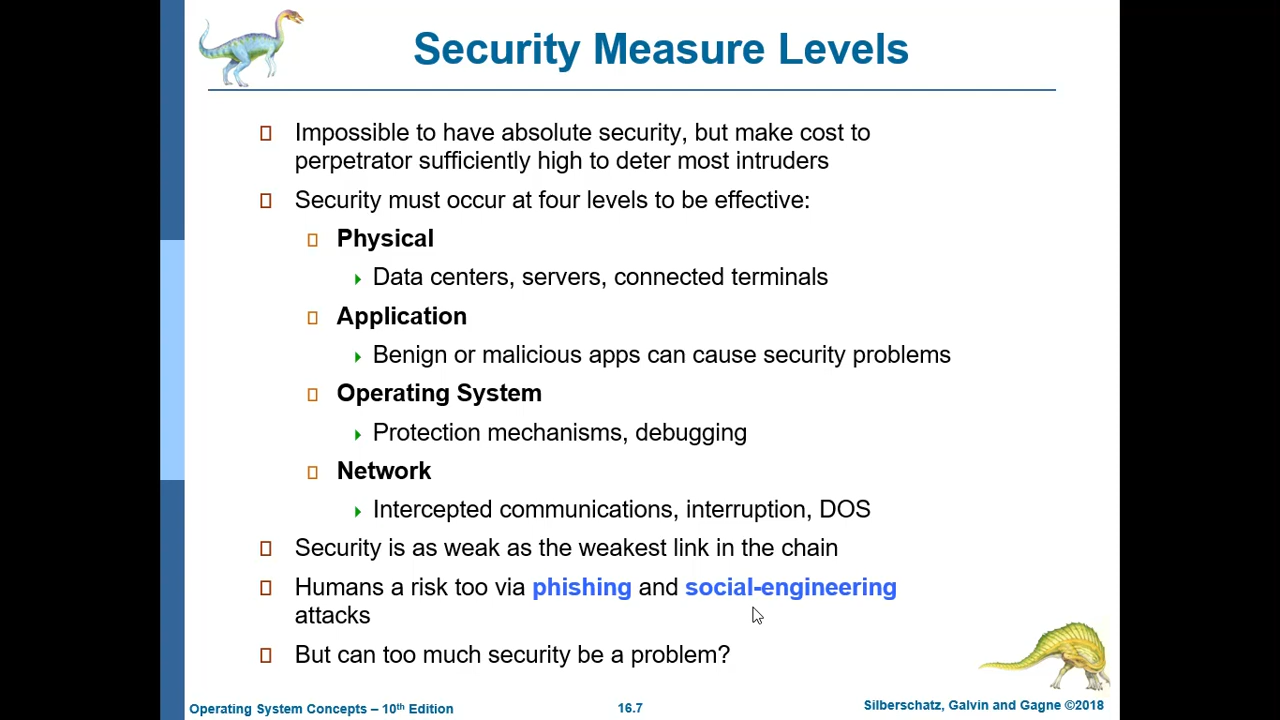 Security Measure Levels
Impossible to have absolute security, but make cost to
perpetrator sufficiently high to deter most intruders
Security must occur at four levels to be effective:
Physical
Data centers, servers, connected terminals
Application
Benign or malicious apps can cause security problems
Operating System
Protection mechanisms, debugging
Network
Intercepted communications, interruption, DOS
Security is as weak as the weakest link in the chain
Humans a risk too via phishing and social-engineering
attacks
But can too much security be a problem?
Operating System Concepts – 10th Edition
16.7
Silberschatz, Galvin and Gagne ©2018